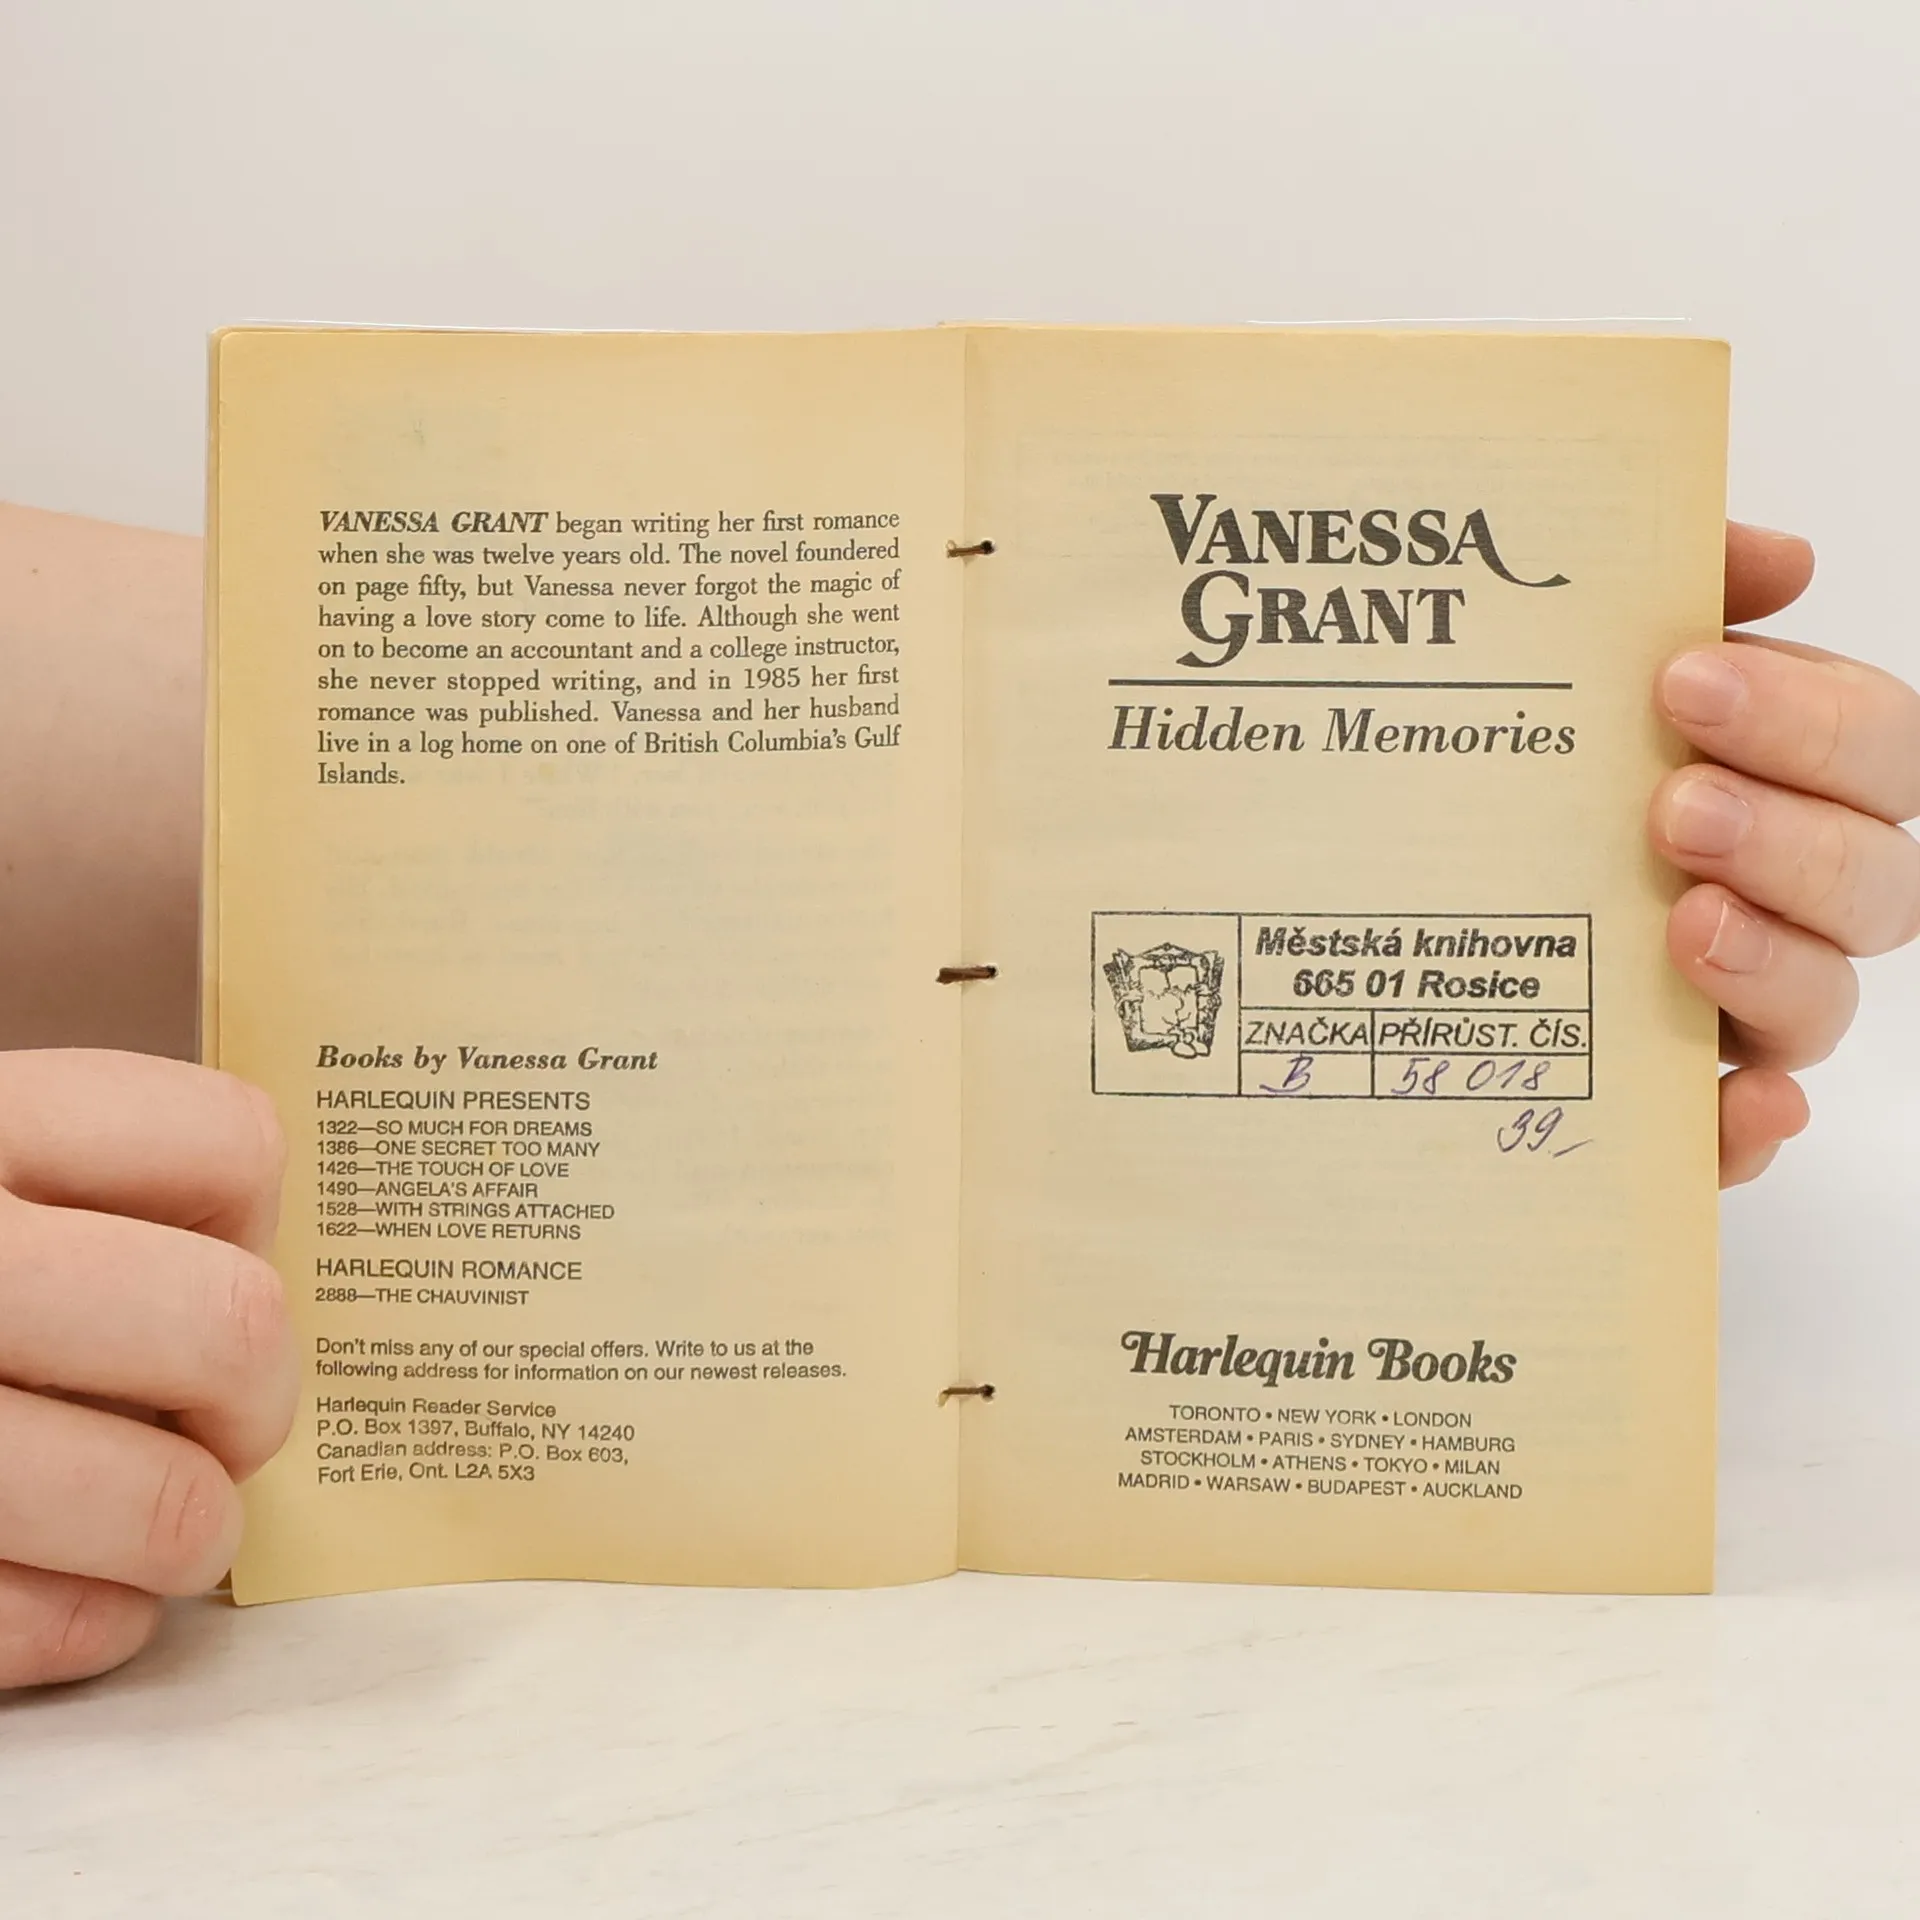 VANESSA GRANT began writing her first romance
when she was twelve years old. The novel foundered
on page fifty, but Vanessa never forgot the magic of
having a love story come to life. Although she went
on to become an accountant and a college instructor,
she never stopped writing, and in 1985 her first
romance was published. Vanessa and her husband
live in a log home on one of British Columbia's Gulf
Islands.
Books by Vanessa Grant
HARLEQUIN PRESENTS
1322—SO MUCH FOR DREAMS
1386—ONE SECRET TOO MANY
1426—THE TOUCH OF LOVE
1490—ANGELA'S AFFAIR
1528—WITH STRINGS ATTACHED
1622—WHEN LOVE RETURNS
HARLEQUIN ROMANCE
2888—THE CHAUVINIST
Don't miss any of our special offers. Write to us at the
following address for information on our newest releases.
Harlequin Reader Service
P.O. Box 1397, Buffalo, NY 14240
Canadian address: P.O. Box 603,
Fort Erie, Ont. L2A 5X3
VANESSA
GRANT
Hidden Memories
Městská knihovna
665 01 Rosice
ZNAČKA PŘÍRŮST. ČÍS.
B 58 018
39,-
Harlequin Books
TORONTO • NEW YORK • LONDON
AMSTERDAM • PARIS • SYDNEY • HAMBURG
STOCKHOLM • ATHENS • TOKYO • MILAN
MADRID • WARSAW • BUDAPEST • AUCKLAND